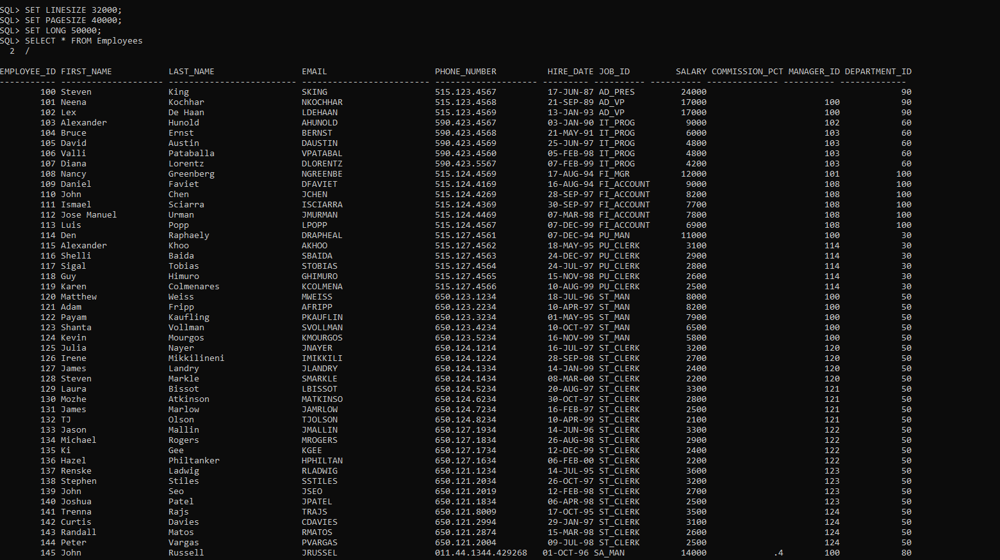 SQL> SET LINESIZE 32000;
SQL> SET PAGESIZE 40000;
SQL> SET LONG 50000;
SQL> SELECT * FROM Employees
  2  /
EMPLOYEE_ID FIRST_NAME LAST_NAME EMAIL PHONE_NUMBER HIRE_DATE JOB_ID SALARY COMMISSION_PCT MANAGER_ID DEPARTMENT_ID
----------- -------------------- ------------------------- ------------------------- -------------------- --------- ---------- ---------- -------------- ---------- -------------
100 Steven King SKING 515.123.4567 17-JUN-87 AD_PRES 24000 90
101 Neena Kochhar NKOCHHAR 515.123.4568 21-SEP-89 AD_VP 17000 100 90
102 Lex De Haan LDEHAAN 515.123.4569 13-JAN-93 AD_VP 17000 100 90
103 Alexander Hunold AHUNOLD 590.423.4567 03-JAN-90 IT_PROG 9000 102 60
104 Bruce Ernst BERNST 590.423.4568 21-MAY-91 IT_PROG 6000 103 60
105 David Austin DAUSTIN 590.423.4569 25-JUN-97 IT_PROG 4800 103 60
106 Valli Pataballa VPATABAL 590.423.4560 05-FEB-98 IT_PROG 4800 103 60
107 Diana Lorentz DLORENTZ 590.423.5567 07-FEB-99 IT_PROG 4200 103 60
108 Nancy Greenberg NGREENBE 515.124.4569 17-AUG-94 FI_MGR 12000 101 100
109 Daniel Faviet DFAVIET 515.124.4169 16-AUG-94 FI_ACCOUNT 9000 108 100
110 John Chen JCHEN 515.124.4269 28-SEP-97 FI_ACCOUNT 8200 108 100
111 Ismael Sciarra ISCIARRA 515.124.4369 30-SEP-97 FI_ACCOUNT 7700 108 100
112 Jose Manuel Urman JMURMAN 515.124.4469 07-MAR-98 FI_ACCOUNT 7800 108 100
113 Luis Popp LPOPP 515.124.4567 07-DEC-99 FI_ACCOUNT 6900 108 100
114 Den Raphaely DRAPHEAL 515.127.4561 07-DEC-94 PU_MAN 11000 100 30
115 Alexander Khoo AKHOO 515.127.4562 18-MAY-95 PU_CLERK 3100 114 30
116 Shelli Baida SBAIDA 515.127.4563 24-DEC-97 PU_CLERK 2900 114 30
117 Sigal Tobias STOBIAS 515.127.4564 24-JUL-97 PU_CLERK 2800 114 30
118 Guy Himuro GHIMURO 515.127.4565 15-NOV-98 PU_CLERK 2600 114 30
119 Karen Colmenares KCOLMENA 515.127.4566 10-AUG-99 PU_CLERK 2500 114 30
120 Matthew Weiss MWEISS 650.123.1234 18-JUL-96 ST_MAN 8000 100 50
121 Adam Fripp AFRIPP 650.123.2234 10-APR-97 ST_MAN 8200 100 50
122 Payam Kaufling PKAUFLIN 650.123.3234 01-MAY-95 ST_MAN 7900 100 50
123 Shanta Vollman SVOLLMAN 650.123.4234 10-OCT-97 ST_MAN 6500 100 50
124 Kevin Mourgos KMOURGOS 650.123.5234 16-NOV-99 ST_MAN 5800 100 50
125 Julia Nayer JNAYER 650.124.1214 16-JUL-97 ST_CLERK 3200 120 50
126 Irene Mikkilineni IMIKKILI 650.124.1224 28-SEP-98 ST_CLERK 2700 120 50
127 James Landry JLANDRY 650.124.1334 14-JAN-99 ST_CLERK 2400 120 50
128 Steven Markle SMARKLE 650.124.1434 08-MAR-00 ST_CLERK 2200 120 50
129 Laura Bissot LBISSOT 650.124.5234 20-AUG-97 ST_CLERK 3300 121 50
130 Mozhe Atkinson MATKINSO 650.124.6234 30-OCT-97 ST_CLERK 2800 121 50
131 James Marlow JAMRLOW 650.124.7234 16-FEB-97 ST_CLERK 2500 121 50
132 TJ Olson TJOLSON 650.124.8234 10-APR-99 ST_CLERK 2100 121 50
133 Jason Mallin JMALLIN 650.127.1934 14-JUN-96 ST_CLERK 3300 122 50
134 Michael Rogers MROGERS 650.127.1834 26-AUG-98 ST_CLERK 2900 122 50
135 Ki Gee KGEE 650.127.1734 12-DEC-99 ST_CLERK 2400 122 50
136 Hazel Philtanker HPHILTAN 650.127.1634 06-FEB-00 ST_CLERK 2200 122 50
137 Renske Ladwig RLADWIG 650.121.1234 14-JUL-95 ST_CLERK 3600 123 50
138 Stephen Stiles SSTILES 650.121.2034 26-OCT-97 ST_CLERK 3200 123 50
139 John Seo JSEO 650.121.2019 12-FEB-98 ST_CLERK 2700 123 50
140 Joshua Patel JPATEL 650.121.1834 06-APR-98 ST_CLERK 2500 123 50
141 Trenna Rajs TRAJS 650.121.8009 17-OCT-95 ST_CLERK 3500 124 50
142 Curtis Davies CDAVIES 650.121.2994 29-JAN-97 ST_CLERK 3100 124 50
143 Randall Matos RMATOS 650.121.2874 15-MAR-98 ST_CLERK 2600 124 50
144 Peter Vargas PVARGAS 650.121.2004 09-JUL-98 ST_CLERK 2500 124 50
145 John Russell JRUSSEL 011.44.1344.429268 01-OCT-96 SA_MAN 14000 .4 100 80